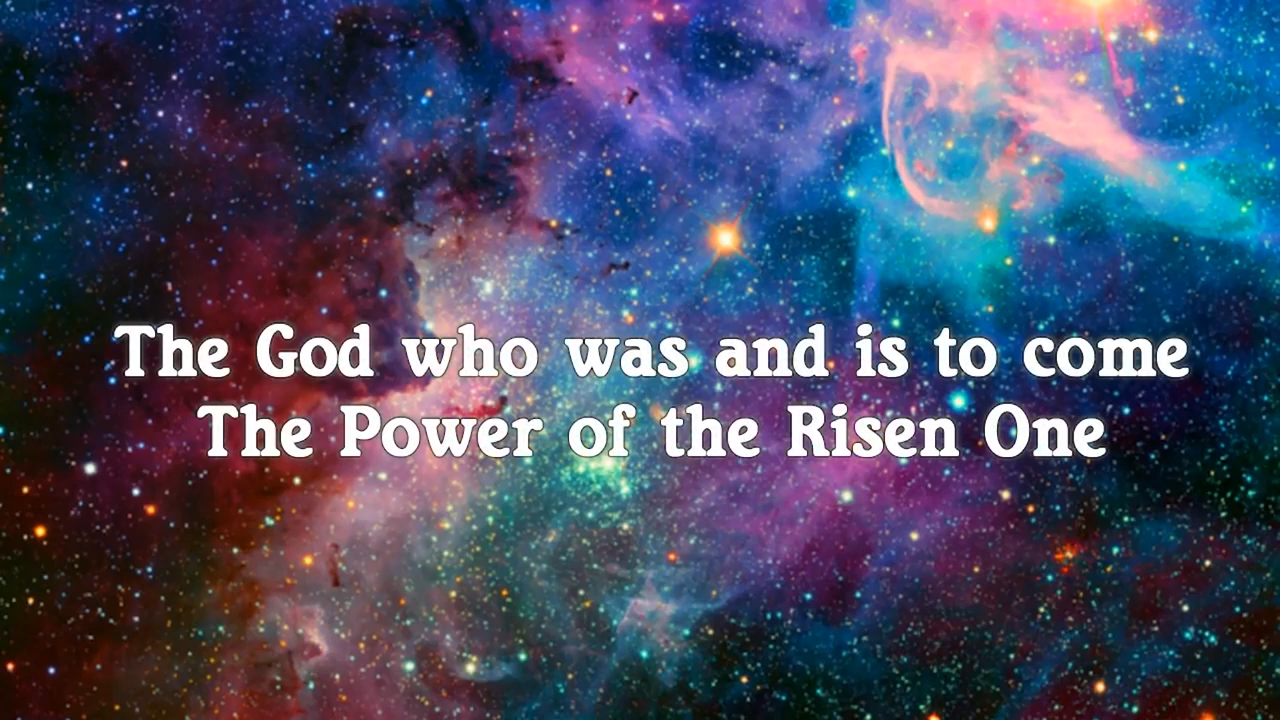 The God who was and is to come
The Power of the Risen One